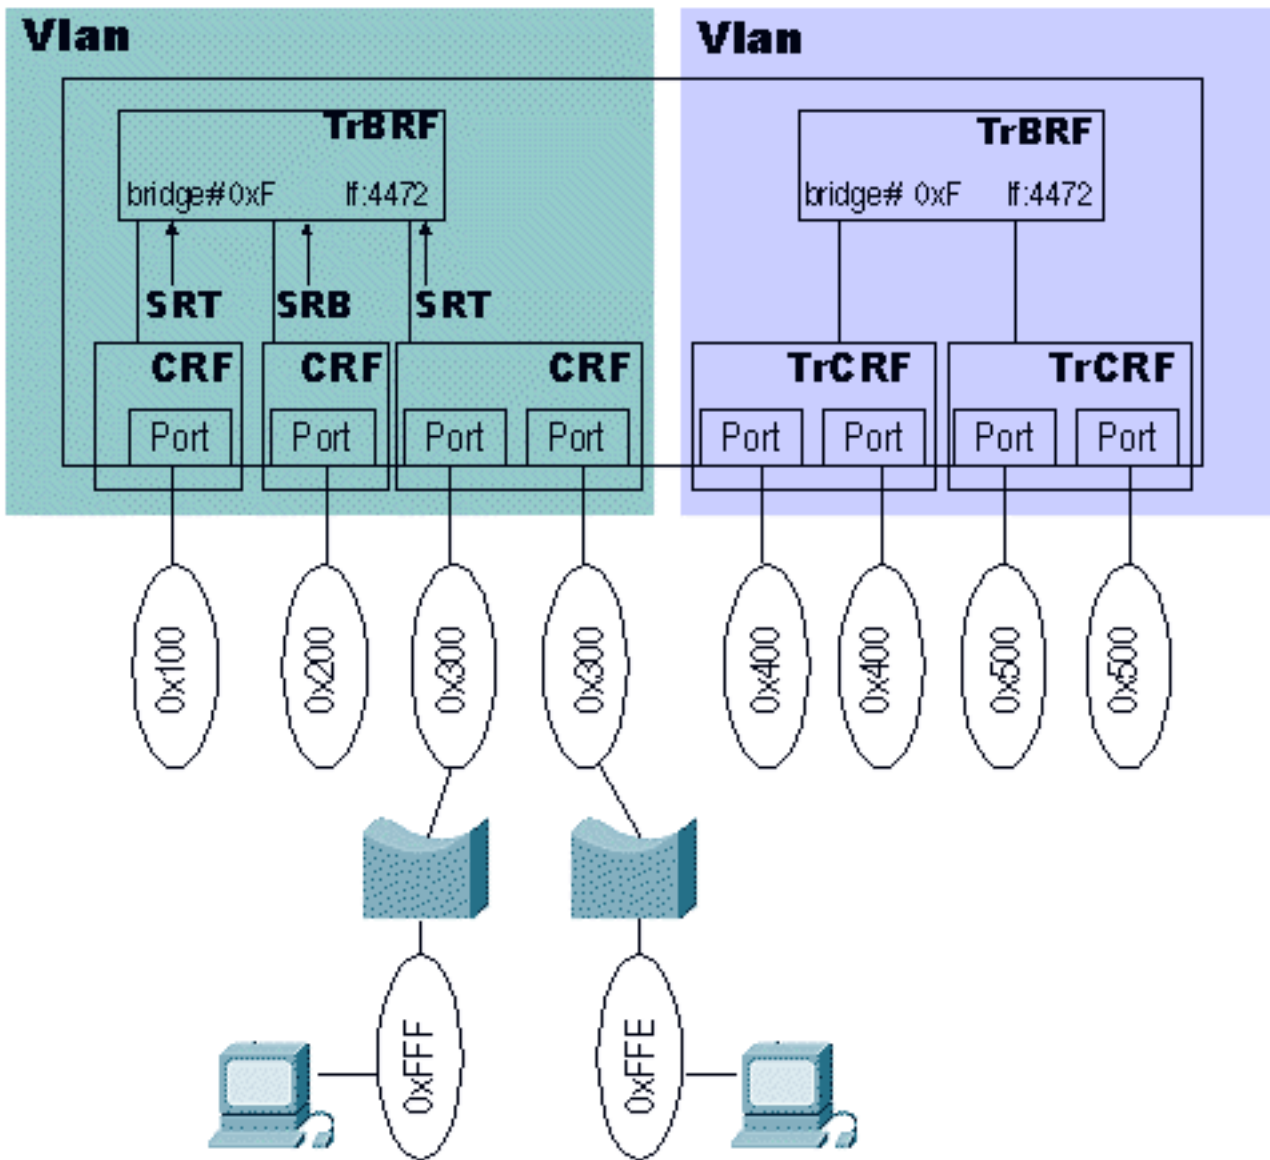 Vlan
Vlan
TrBRF
bridge# 0xF lf:4472
TrBRF
bridge# 0xF lf:4472
SRT
SRB
SRT
CRF
CRF
CRF
TrCRF
TrCRF
Port
Port
Port
Port
Port
Port
Port
Port
0x100
0x200
0x300
0x300
0x400
0x400
0x500
0x500
0xFFF
0xFFE